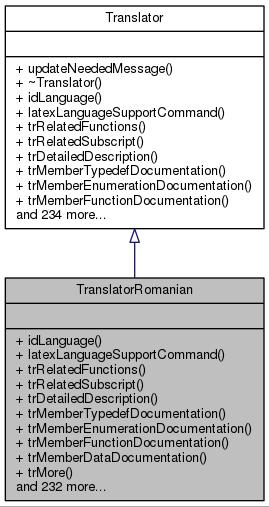 Translator
+ updateNeededMessage()
+ ~Translator()
+ idLanguage()
+ latexLanguageSupportCommand()
+ trRelatedFunctions()
+ trRelatedSubscript()
+ trDetailedDescription()
+ trMemberTypedefDocumentation()
+ trMemberEnumerationDocumentation()
+ trMemberFunctionDocumentation()
and 234 more...
TranslatorRomanian
+ idLanguage()
+ latexLanguageSupportCommand()
+ trRelatedFunctions()
+ trRelatedSubscript()
+ trDetailedDescription()
+ trMemberTypedefDocumentation()
+ trMemberEnumerationDocumentation()
+ trMemberFunctionDocumentation()
+ trMemberDataDocumentation()
+ trMore()
and 232 more...